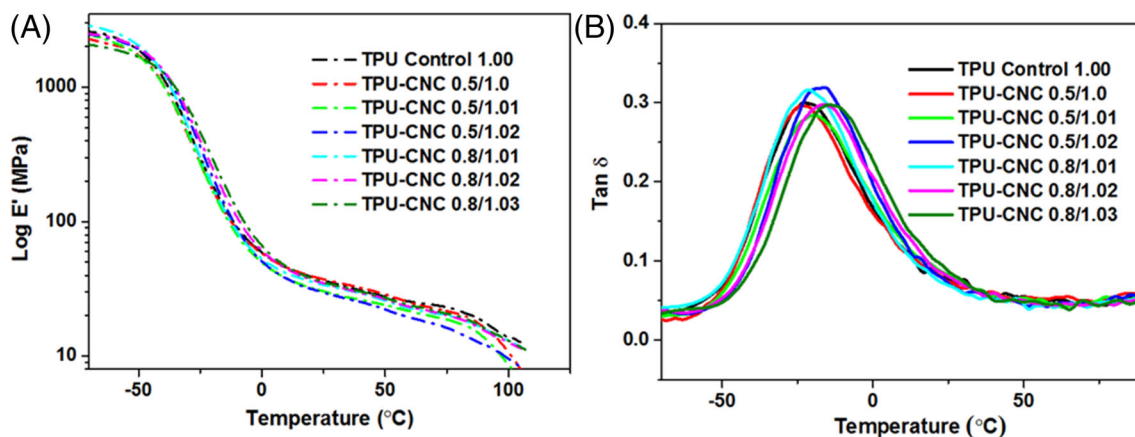 (A)
Log E' (MPa)
1000
100
10
TPU Control 1.00
TPU-CNC 0.5/1.0
TPU-CNC 0.5/1.01
TPU-CNC 0.5/1.02
TPU-CNC 0.8/1.01
TPU-CNC 0.8/1.02
TPU-CNC 0.8/1.03
-50 0 50 100
Temperature (°C)
(B)
Tan δ
0.4
0.3
0.2
0.1
0.0
TPU Control 1.00
TPU-CNC 0.5/1.0
TPU-CNC 0.5/1.01
TPU-CNC 0.5/1.02
TPU-CNC 0.8/1.01
TPU-CNC 0.8/1.02
TPU-CNC 0.8/1.03
-50 0 50
Temperature (°C)